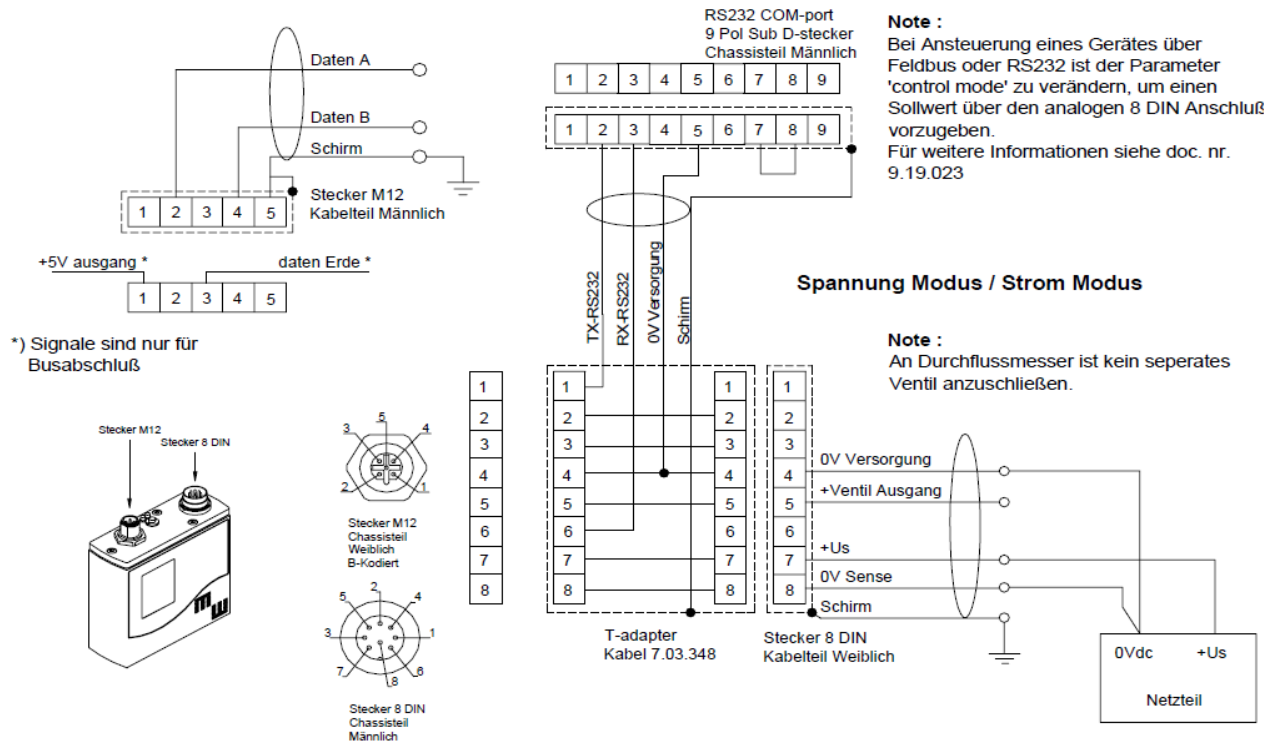 Daten A
Daten B
Schirm
Stecker M12
Kabelteil Männlich
1 2 3 4 5
+5V ausgang *
daten Erde *
1 2 3 4 5
*) Signale sind nur für
Busabschluß
RS232 COM-port
9 Pol Sub D-stecker
Chassisteil Männlich
1 2 3 4 5 6 7 8 9
1 2 3 4 5 6 7 8 9
TX-RS232
RX-RS232
0V Versorgung
Schirm
Note :
Bei Ansteuerung eines Gerätes über
Feldbus oder RS232 ist der Parameter
'control mode' zu verändern, um einen
Sollwert über den analogen 8 DIN Anschluß
vorzugeben.
Für weitere Informationen siehe doc. nr.
9.19.023
Spannung Modus / Strom Modus
Note :
An Durchflussmesser ist kein seperates
Ventil anzuschließen.
Stecker M12
Stecker 8 DIN
5
3 4
2 1
Stecker M12
Chassisteil
Weiblich
B-Kodiert
2
5 4
3 1
7 6
8
Stecker 8 DIN
Chassisteil
Männlich
1 1 1 1
2 2 2 2
3 3 3 3
4 4 4 4
5 5 5 5
6 6 6 6
7 7 7 7
8 8 8 8
T-adapter
Kabel 7.03.348
Stecker 8 DIN
Kabelteil Weiblich
0V Versorgung
+Ventil Ausgang
+Us
0V Sense
Schirm
0Vdc +Us
Netzteil